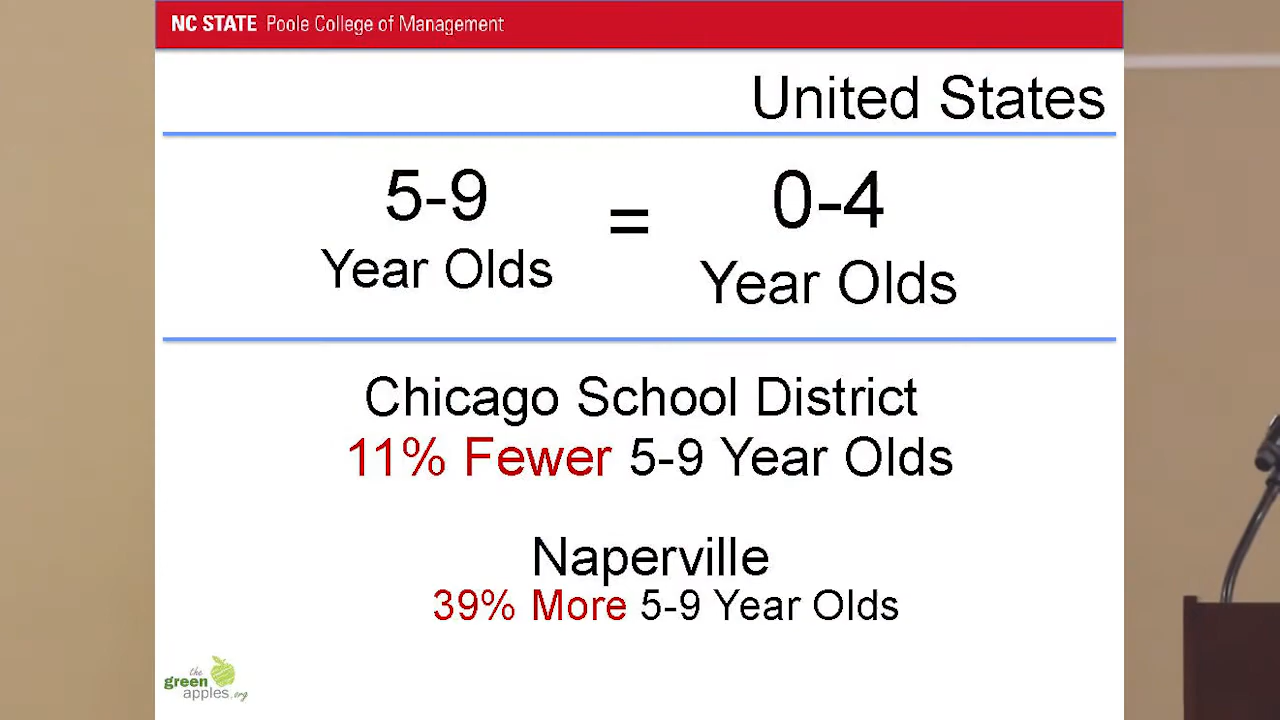 NC STATE Poole College of Management
United States
5-9 = 0-4
Year Olds Year Olds
Chicago School District
11% Fewer 5-9 Year Olds
Naperville
39% More 5-9 Year Olds
the
green
apples.org